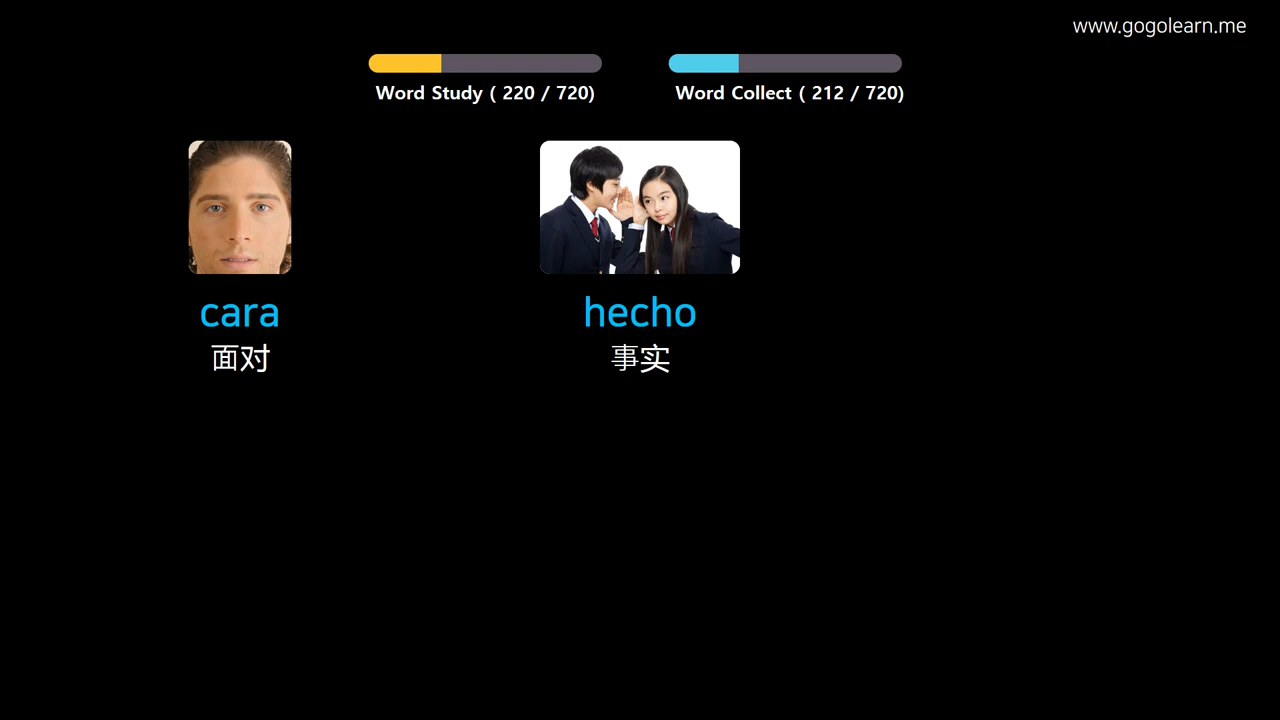 www.gogolearn.me
Word Study ( 220 / 720)
Word Collect ( 212 / 720)
cara
hecho
面对
事实